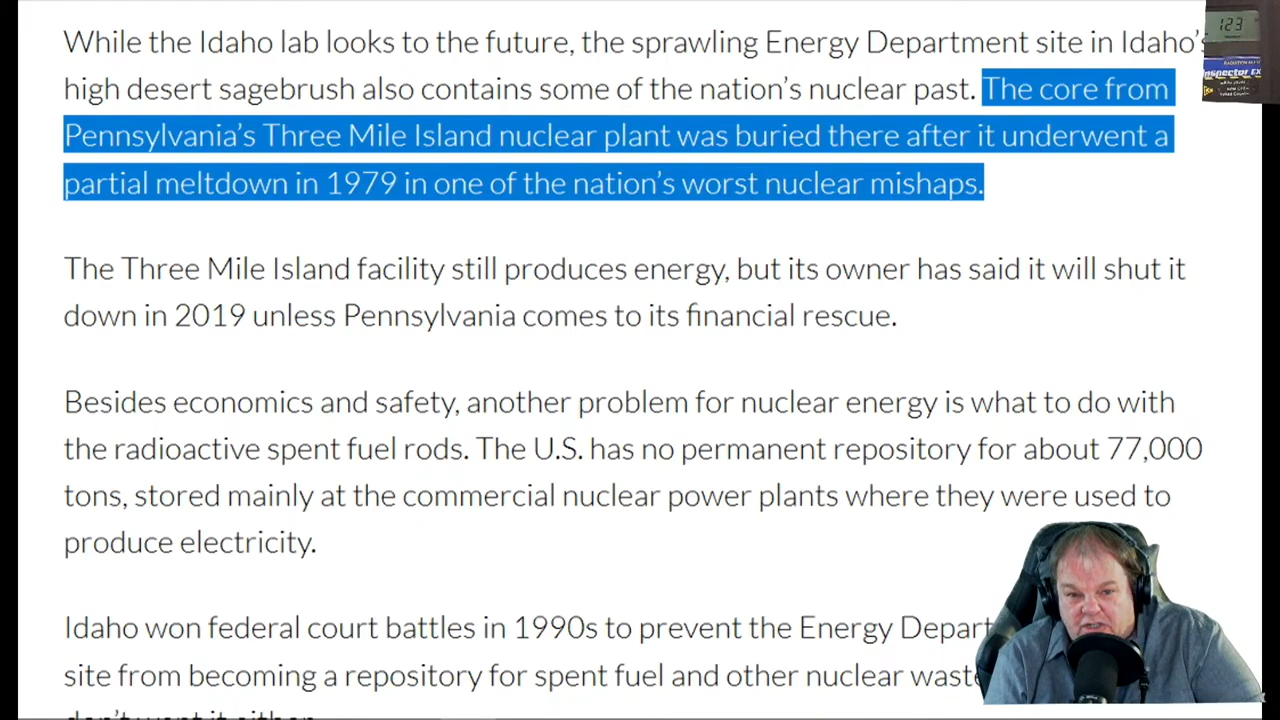 While the Idaho lab looks to the future, the sprawling Energy Department site in Idaho's
high desert sagebrush also contains some of the nation's nuclear past. The core from
Pennsylvania's Three Mile Island nuclear plant was buried there after it underwent a
partial meltdown in 1979 in one of the nation's worst nuclear mishaps.
The Three Mile Island facility still produces energy, but its owner has said it will shut it
down in 2019 unless Pennsylvania comes to its financial rescue.
Besides economics and safety, another problem for nuclear energy is what to do with
the radioactive spent fuel rods. The U.S. has no permanent repository for about 77,000
tons, stored mainly at the commercial nuclear power plants where they were used to
produce electricity.
Idaho won federal court battles in 1990s to prevent the Energy Depart
site from becoming a repository for spent fuel and other nuclear waste
123
Inspector EX